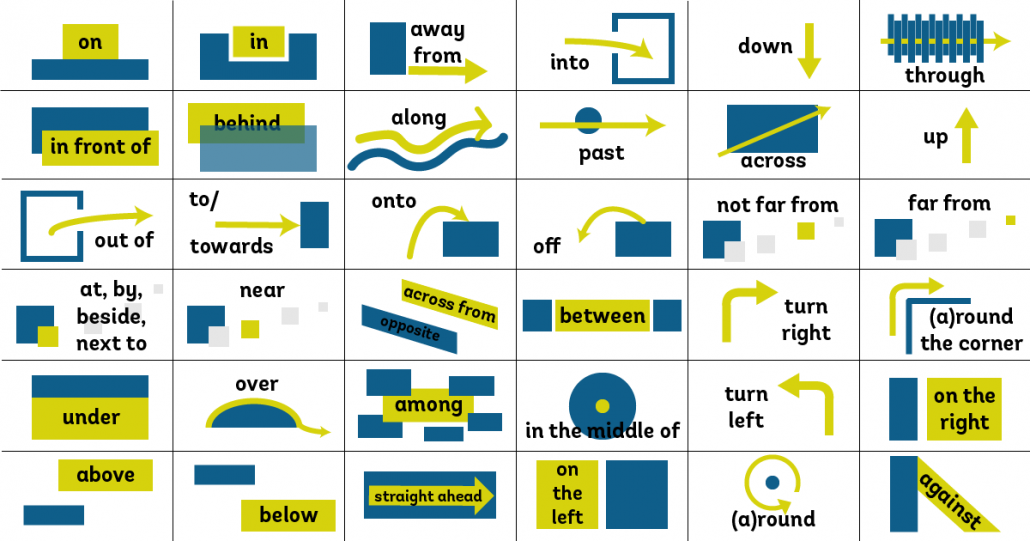 on
in
away
from
into
down
through
in front of
behind
along
past
across
up
out of
to/
towards
onto
off
not far from
far from
at, by,
beside,
next to
near
across from
opposite
between
turn
right
(a)round
the corner
under
over
among
in the middle of
turn
left
on the
right
above
below
straight ahead
on
the
left
(a)round
against